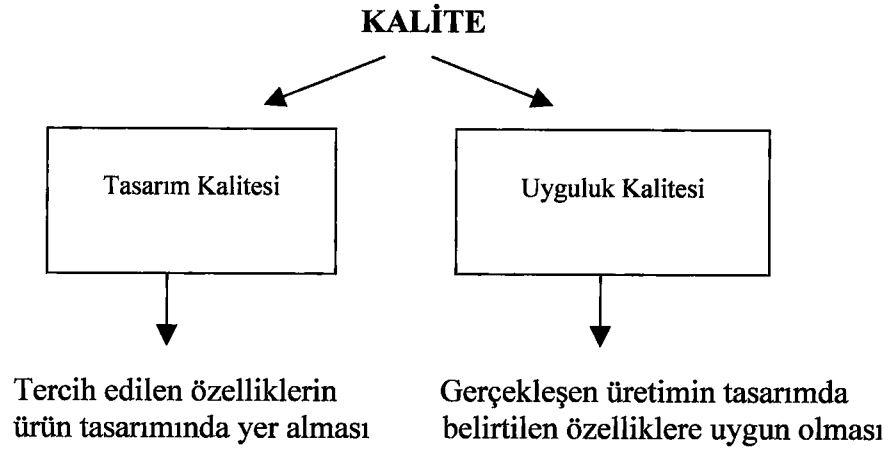 KALİTE
Tasarım Kalitesi
Uyguluk Kalitesi
Tercih edilen özelliklerin
ürün tasarımında yer alması
Gerçekleşen üretimin tasarımda
belirtilen özelliklere uygun olması